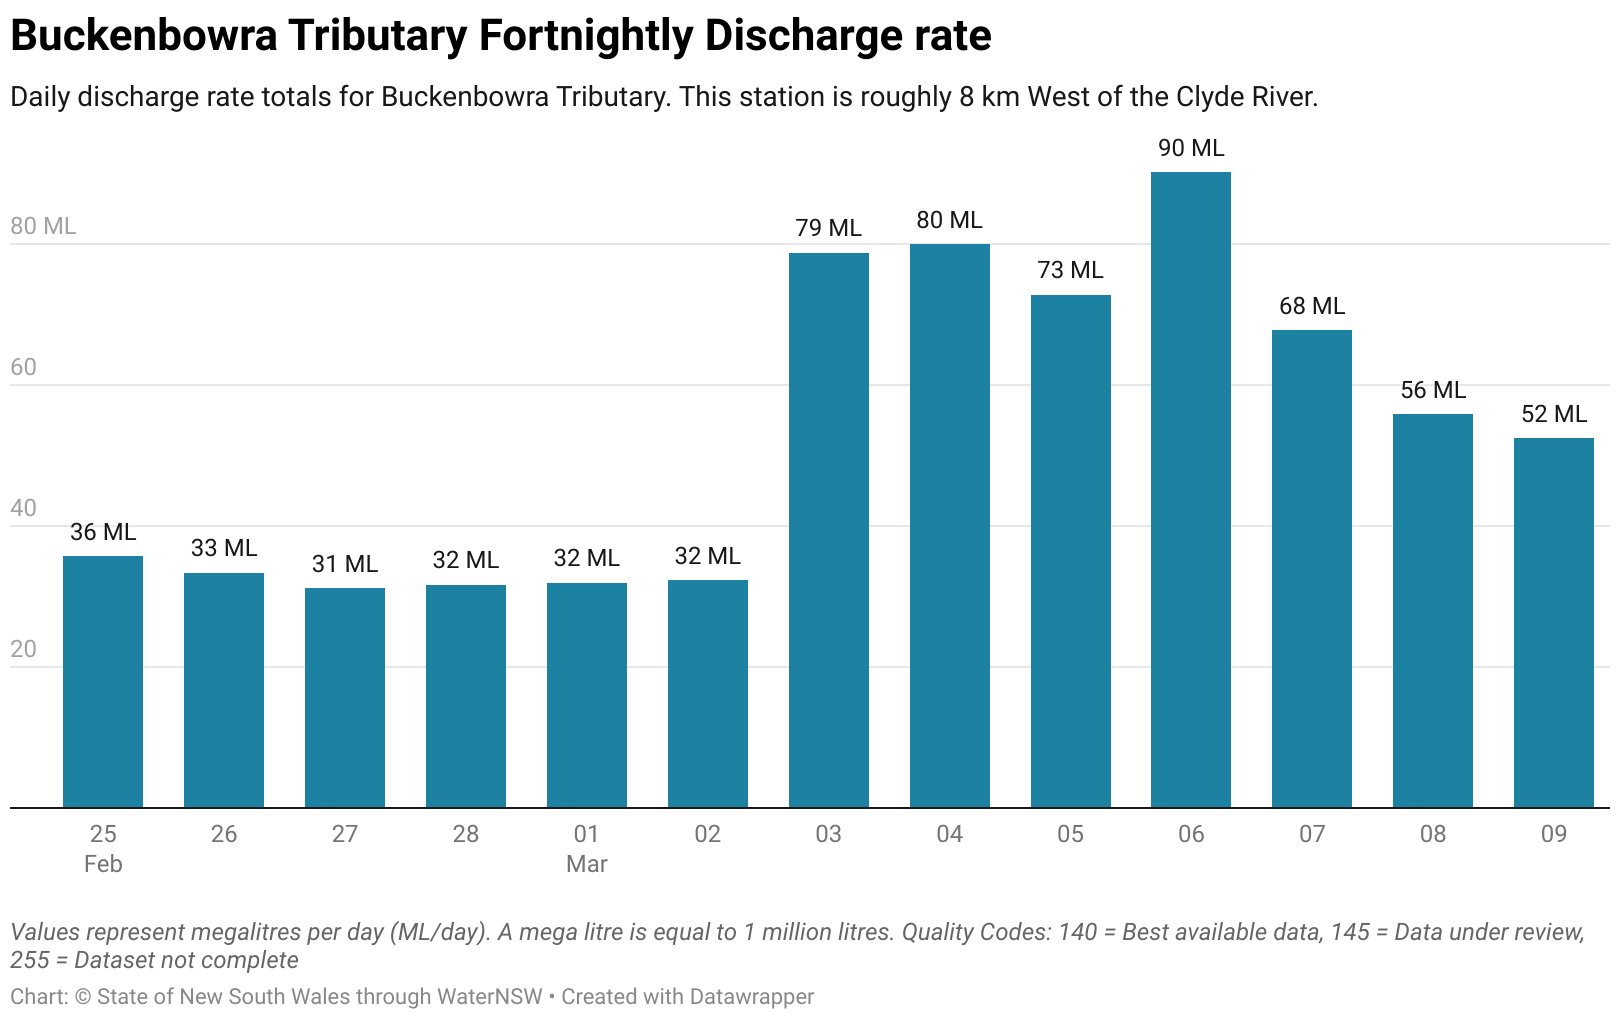 Buckenbowra Tributary Fortnightly Discharge rate
Daily discharge rate totals for Buckenbowra Tributary. This station is roughly 8 km West of the Clyde River.
80 ML
60
40
20
36 ML
33 ML
31 ML
32 ML
32 ML
32 ML
79 ML
80 ML
73 ML
90 ML
68 ML
56 ML
52 ML
25 26 27 28 01 02 03 04 05 06 07 08 09
Feb Mar
Values represent megalitres per day (ML/day). A mega litre is equal to 1 million litres. Quality Codes: 140 = Best available data, 145 = Data under review,
255 = Dataset not complete
Chart: © State of New South Wales through WaterNSW • Created with Datawrapper